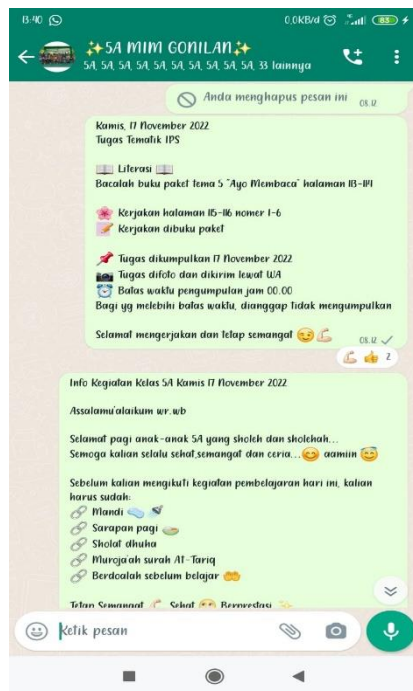 13:40 0,0KB/d 83
✨5A MIM GONILAN✨
5A, 5A, 5A, 5A, 5A, 5A, 5A, 5A, 5A, 33 lainnya
Anda menghapus pesan ini 08.12
Kamis, 17 November 2022
Tugas Tematik IPS
📖 Literasi 📖
Bacalah buku paket tema 5 "Ayo Membaca" halaman 113-114
🌸 Kerjakan halaman 115-116 nomer 1-6
📝 Kerjakan dibuku paket
📌 Tugas dikumpulkan 17 November 2022
📷 Tugas difoto dan dikirim lewat WA
⏰ Batas waktu pengumpulan jam 00.00
Bagi yg melebihi batas waktu, dianggap tidak mengumpulkan
Selamat mengerjakan dan tetap semangat 😉💪 08.12
💪👍 2
Info Kegiatan Kelas 5A Kamis 17 November 2022
Assalamu'alaikum wr.wb
Selamat pagi anak-anak 5A yang sholeh dan sholehah...
Semoga kalian selalu sehat,semangat dan ceria...😊 aamiin 😇
Sebelum kalian mengikuti kegiatan pembelajaran hari ini, kalian
harus sudah:
🔗 Mandi 🧼 🚿
🔗 Sarapan pagi 🍚
🔗 Sholat dhuha
🔗 Muroja'ah surah At-Tariq
🔗 Berdoalah sebelum belajar 🤲
Tetap Semangat 💪 Sehat Berprestasi ✨
Ketik pesan